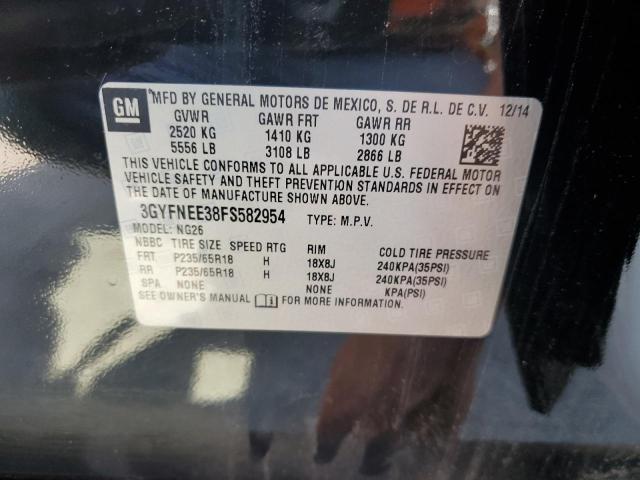 GM
MFD BY GENERAL MOTORS DE MEXICO, S. DE R.L. DE C.V. 12/14
GVWR GAWR FRT GAWR RR
2520 KG 1410 KG 1300 KG
5556 LB 3108 LB 2866 LB
THIS VEHICLE CONFORMS TO ALL APPLICABLE U.S. FEDERAL MOTOR
VEHICLE SAFETY AND THEFT PREVENTION STANDARDS IN EFFECT ON
THE DATE OF MANUFACTURE SHOWN ABOVE.
3GYFNEE38FS582954 TYPE: M.P.V.
MODEL: NG26
NBBC TIRE SIZE SPEED RTG RIM COLD TIRE PRESSURE
FRT P235/65R18 H 18X8J 240KPA(35PSI)
RR P235/65R18 H 18X8J 240KPA(35PSI)
SPA NONE NONE KPA(PSI)
SEE OWNER'S MANUAL FOR MORE INFORMATION.